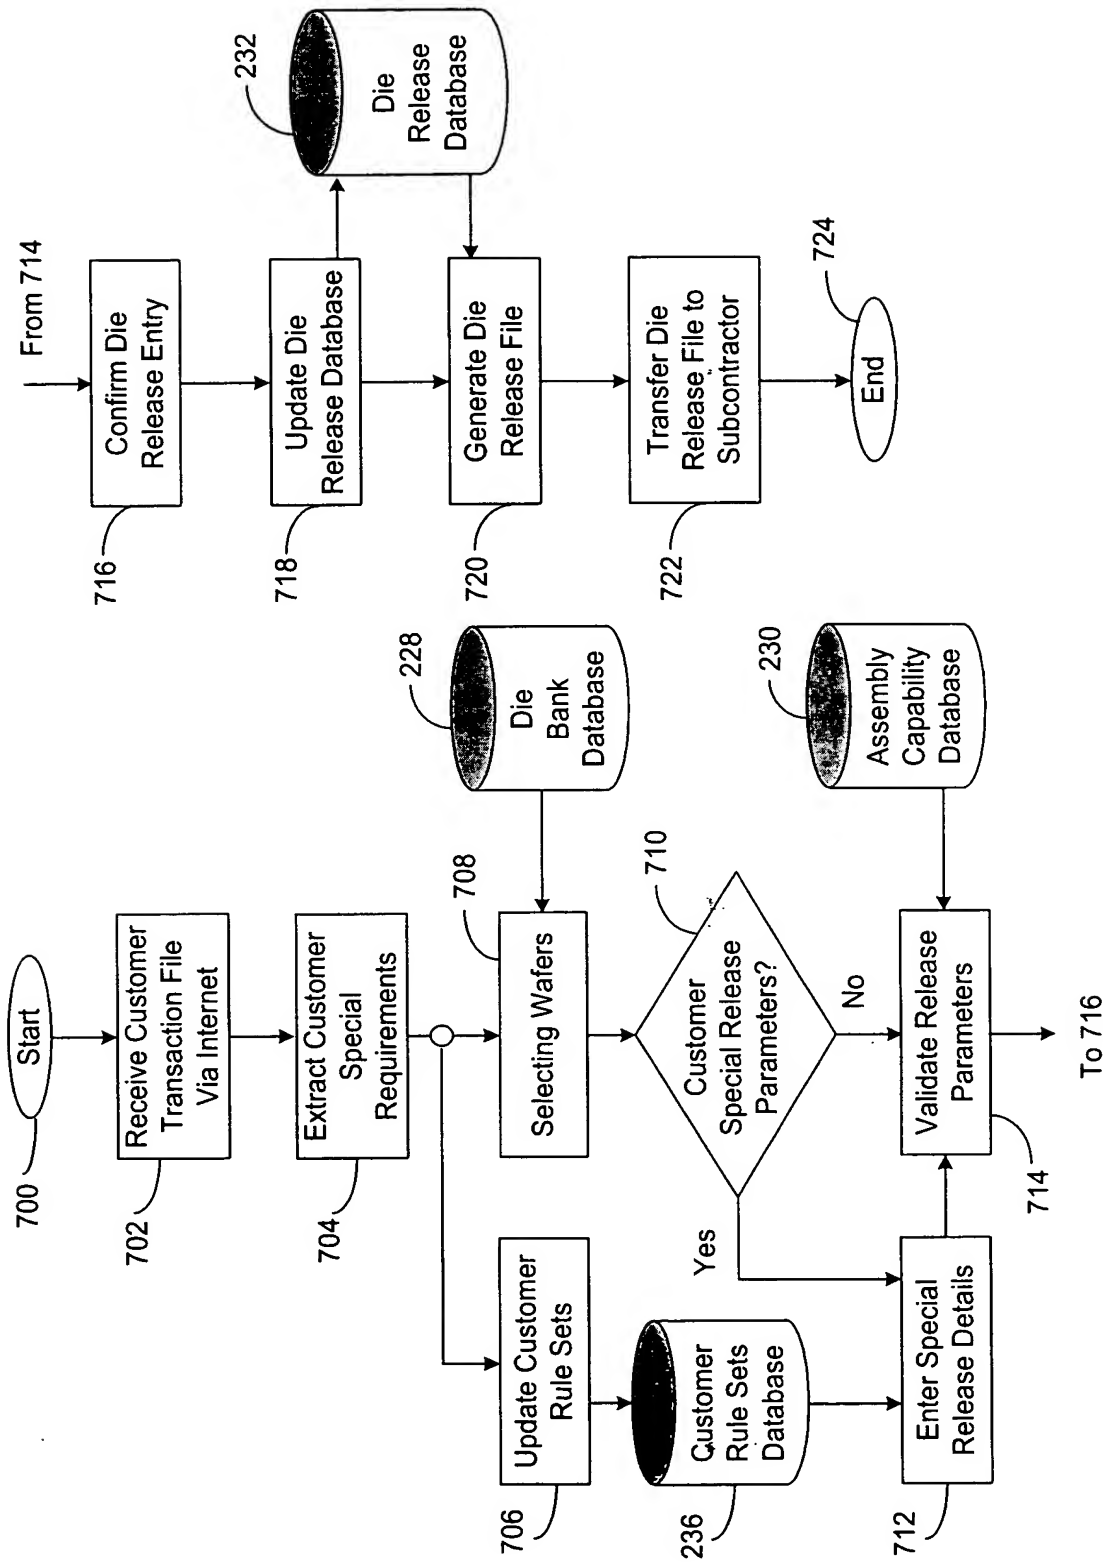 Start
700
Receive Customer
Transaction File
Via Internet
702
Extract Customer
Special
Requirements
704
Update Customer
Rule Sets
706
Customer
Rule Sets
Database
236
Selecting Wafers
708
Die
Bank
Database
228
Customer
Special Release
Parameters?
710
Yes
No
Enter Special
Release Details
712
Validate Release
Parameters
714
Assembly
Capability
Database
230
To 716
From 714
Confirm Die
Release Entry
716
Update Die
Release Database
718
Die
Release
Database
232
Generate Die
Release File
720
Transfer Die
Release File to
Subcontractor
722
End
724